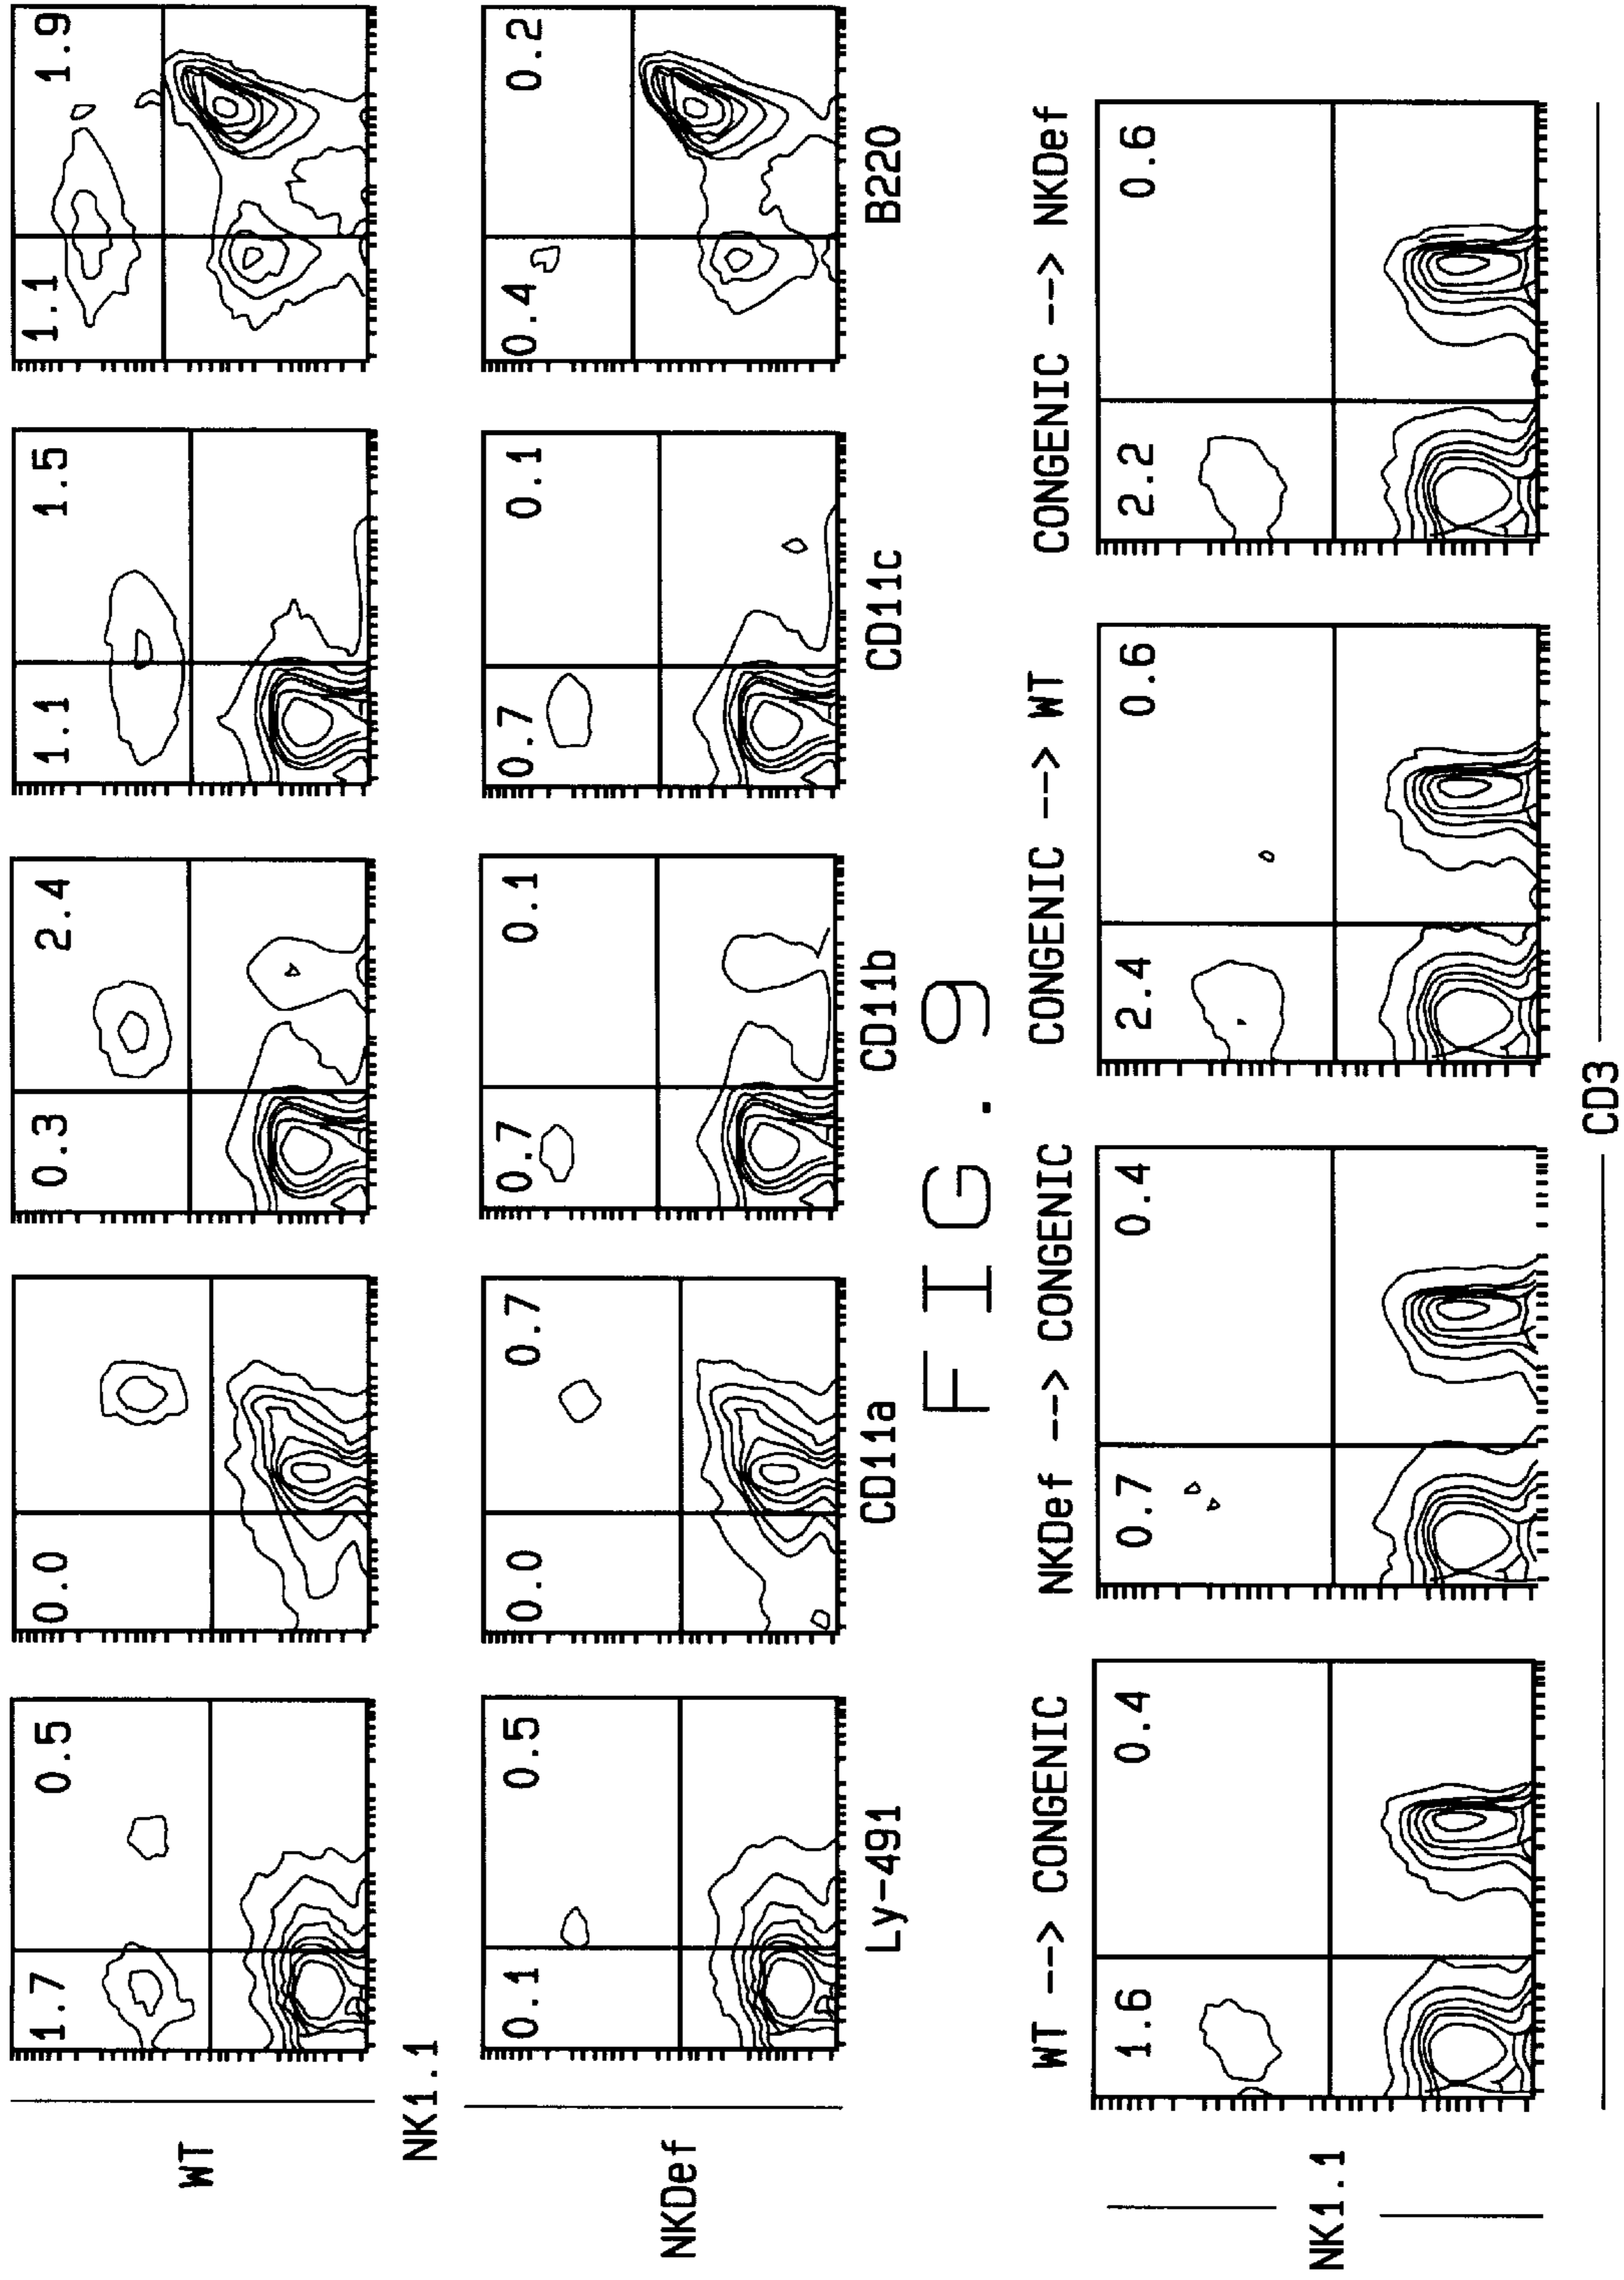 WT
1.7 0.5
0.0
0.3 2.4
1.1 1.5
1.1 1.9
NK1.1
NKDef
0.1 0.5
0.0 0.7
0.7 0.1
0.7 0.1
0.4 0.2
Ly-491
CD11a
CD11b
CD11c
B220
FIG. 9
WT --> CONGENIC
NKDef --> CONGENIC
CONGENIC --> WT
CONGENIC --> NKDef
NK1.1
1.6 0.4
0.7 0.4
2.4 0.6
2.2 0.6
CD3